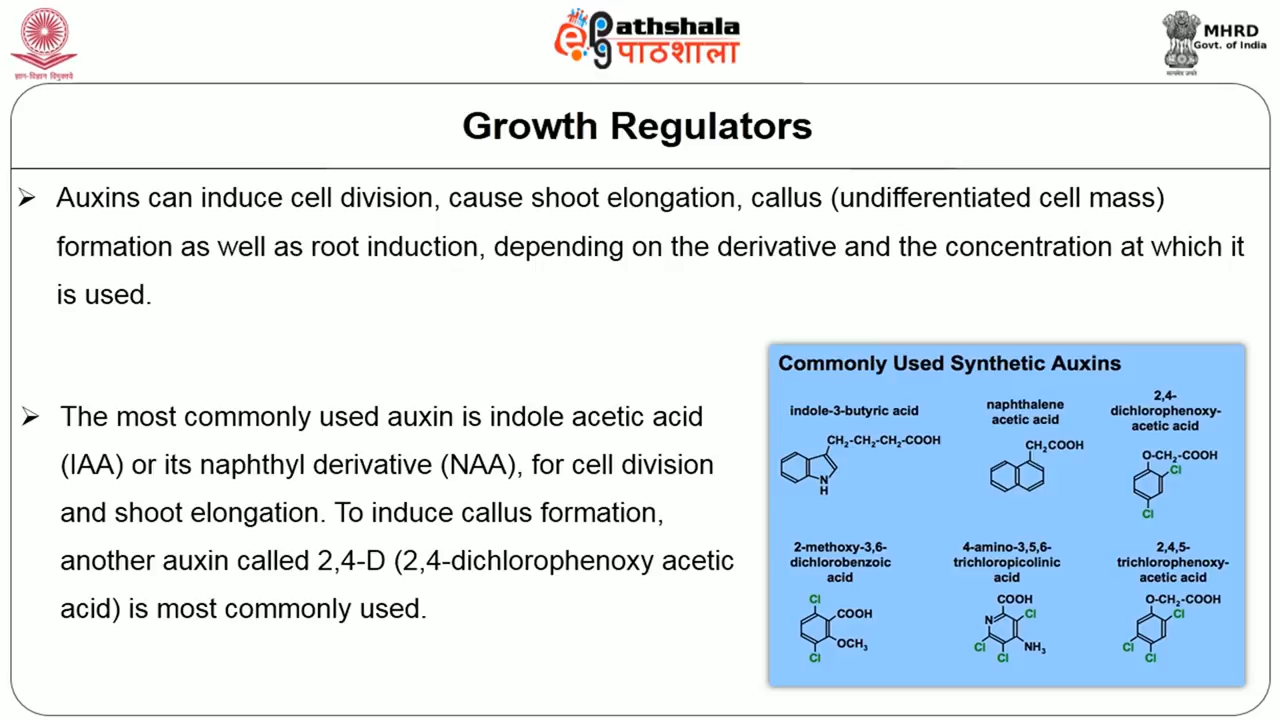 ज्ञान-विज्ञान विमुक्तये
ePathshala
पाठशाला
MHRD
Govt. of India
सत्यमेव जयते
Growth Regulators
➢ Auxins can induce cell division, cause shoot elongation, callus (undifferentiated cell mass)
formation as well as root induction, depending on the derivative and the concentration at which it
is used.
➢ The most commonly used auxin is indole acetic acid
(IAA) or its naphthyl derivative (NAA), for cell division
and shoot elongation. To induce callus formation,
another auxin called 2,4-D (2,4-dichlorophenoxy acetic
acid) is most commonly used.
Commonly Used Synthetic Auxins
indole-3-butyric acid
CH₂-CH₂-CH₂-COOH
N
H
naphthalene
acetic acid
CH₂COOH
2,4-
dichlorophenoxy-
acetic acid
O-CH₂-COOH
Cl
Cl
2-methoxy-3,6-
dichlorobenzoic
acid
Cl
COOH
OCH₃
Cl
4-amino-3,5,6-
trichloropicolinic
acid
COOH
N
Cl
Cl
NH₃
Cl
2,4,5-
trichlorophenoxy-
acetic acid
O-CH₂-COOH
Cl
Cl
Cl